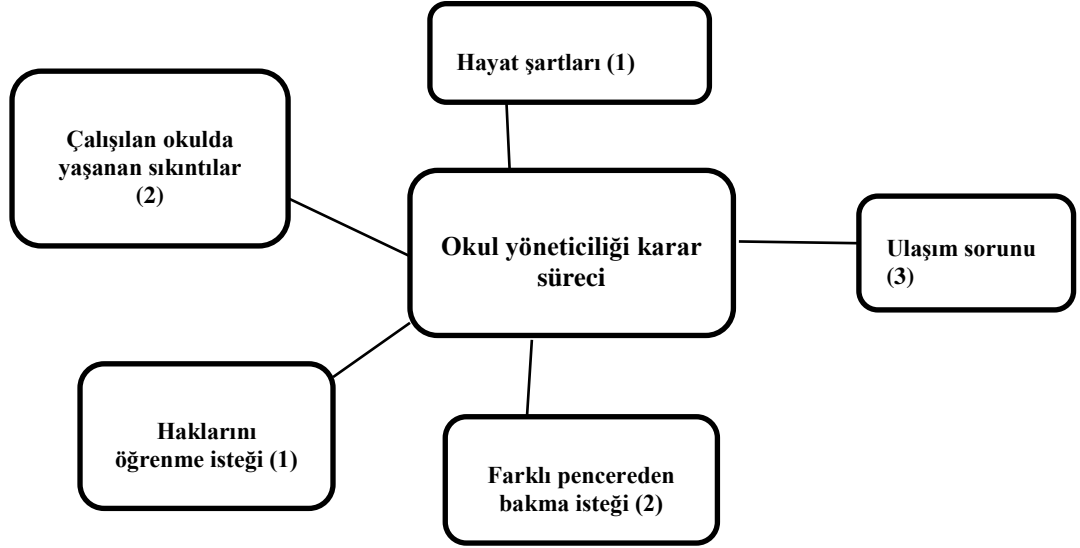 Hayat şartları (1)
Çalışılan okulda
yaşanan sıkıntılar
(2)
Okul yöneticiliği karar
süreci
Ulaşım sorunu
(3)
Haklarını
öğrenme isteği (1)
Farklı pencereden
bakma isteği (2)